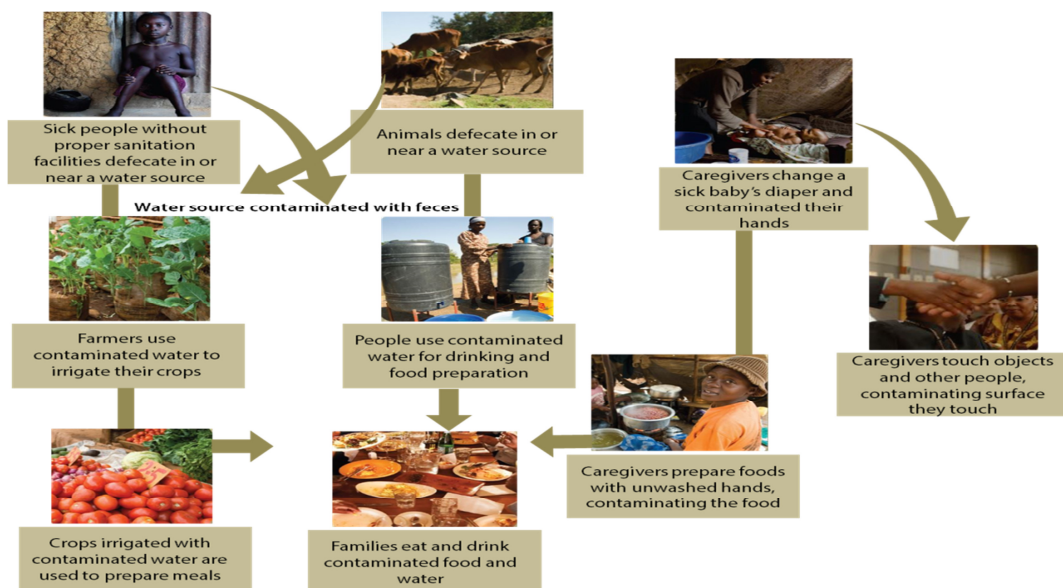 Sick people without
proper sanitation
facilities defecate in or
near a water source
Animals defecate in or
near a water source
Caregivers change a
sick baby's diaper and
contaminated their
hands
Water source contaminated with feces
Farmers use
contaminated water to
irrigate their crops
People use contaminated
water for drinking and
food preparation
Caregivers touch objects
and other people,
contaminating surface
they touch
Caregivers prepare foods
with unwashed hands,
contaminating the food
Crops irrigated with
contaminated water are
used to prepare meals
Families eat and drink
contaminated food and
water